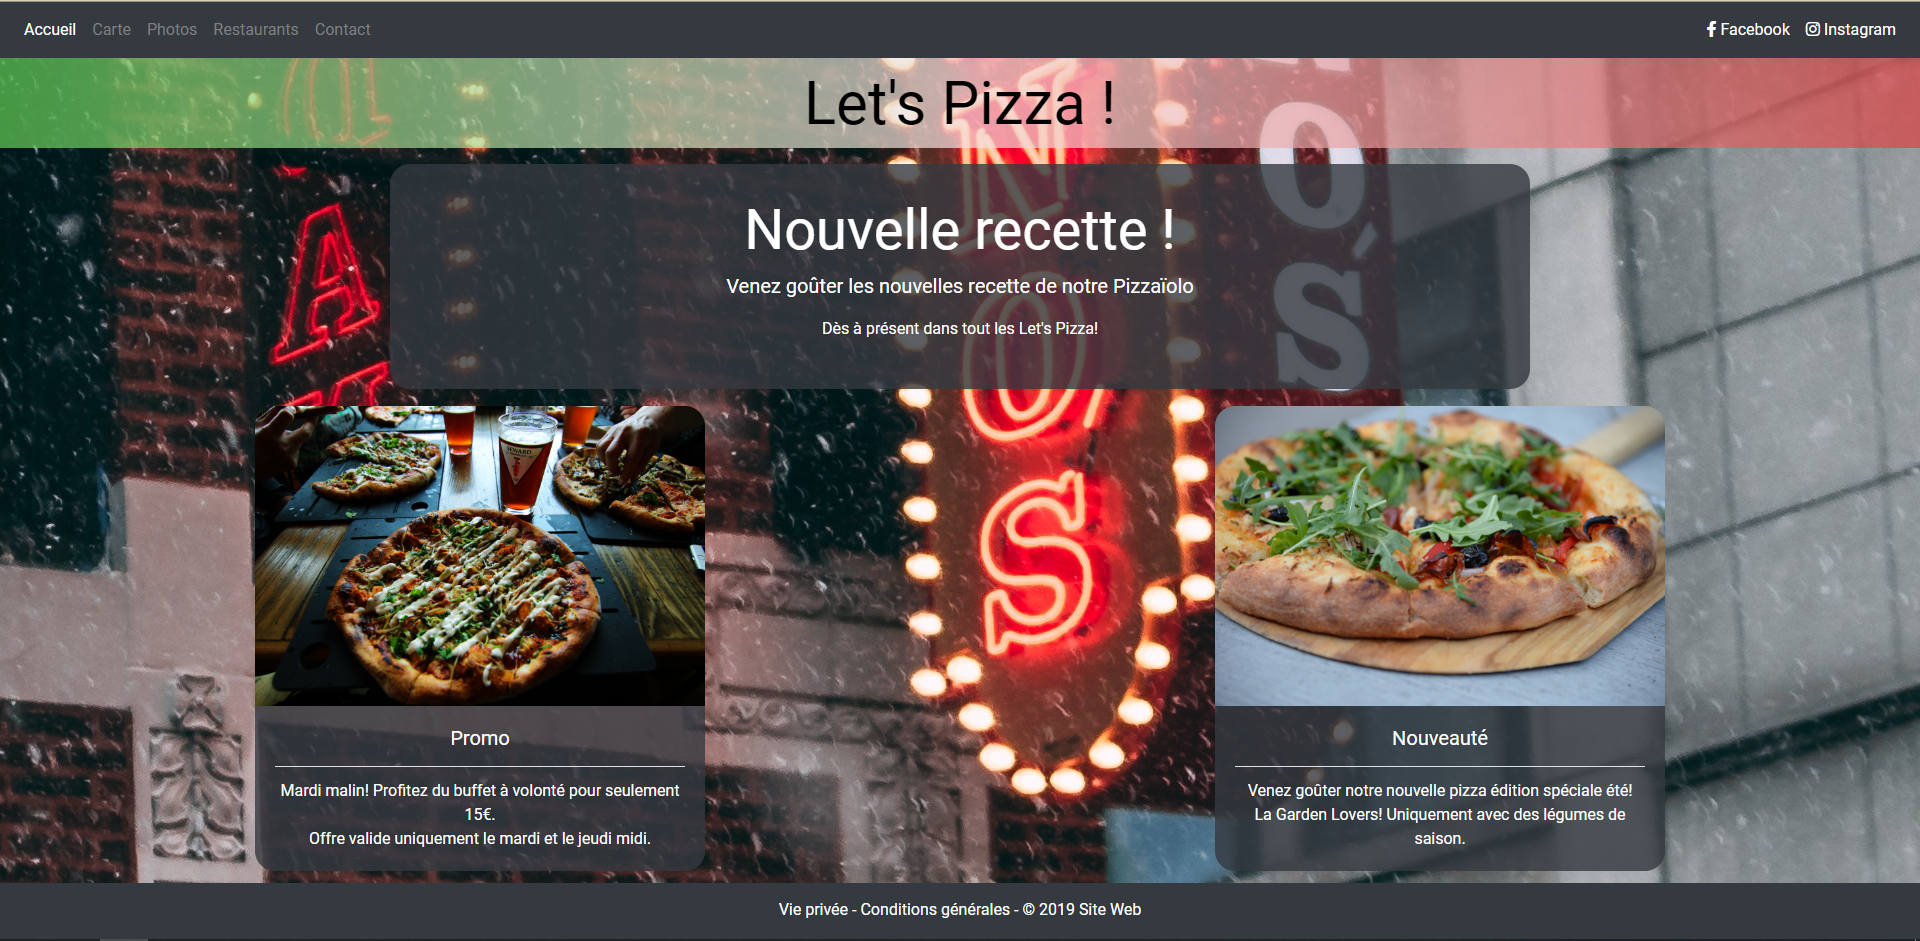 Accueil Carte Photos Restaurants Contact Facebook Instagram
Let's Pizza !
Nouvelle recette !
Venez goûter les nouvelles recette de notre Pizzaïolo
Dès à présent dans tout les Let's Pizza!
Promo
Mardi malin! Profitez du buffet à volonté pour seulement
15€.
Offre valide uniquement le mardi et le jeudi midi.
Nouveauté
Venez goûter notre nouvelle pizza édition spéciale été!
La Garden Lovers! Uniquement avec des légumes de
saison.
Vie privée - Conditions générales - © 2019 Site Web